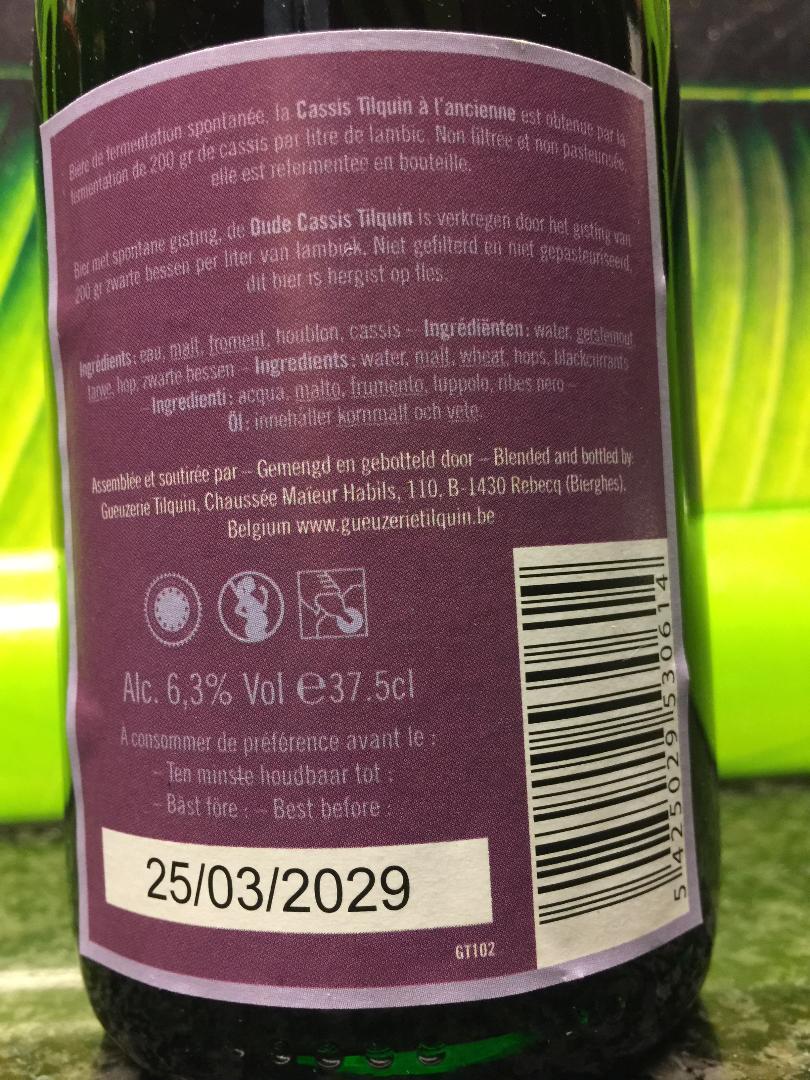 Bière de fermentation spontanée, la Cassis Tilquin à l'ancienne est obtenue par la
fermentation de 200 gr de cassis par litre de lambic. Non filtrée et non pasteurisée,
elle est refermentée en bouteille.
Bier met spontane gisting, de Oude Cassis Tilquin is verkregen door het gisting van
200 gr zwarte bessen per liter van lambiek. Niet gefilterd en niet gepasteuriseerd,
dit bier is hergist op fles.
Ingrédients : eau, malt, froment, houblon, cassis – Ingrediënten : water, gerstemout
tarwe, hop, zwarte bessen – Ingredients : water, malt, wheat, hops, blackcurrants
– Ingredienti : acqua, malto, frumento, luppolo, ribes nero –
Öl : innehåller kornmalt och vete.
Assemblée et soutirée par – Gemengd en gebotteld door – Blended and bottled by:
Gueuzerie Tilquin, Chaussée Maïeur Habils, 110, B-1430 Rebecq (Bierghes),
Belgium www.gueuzerietilquin.be
Alc. 6,3% Vol ℮37.5cl
A consommer de préférence avant le :
– Ten minste houdbaar tot :
– Bäst före : – Best before :
25/03/2029
GT102
5 425029 530614